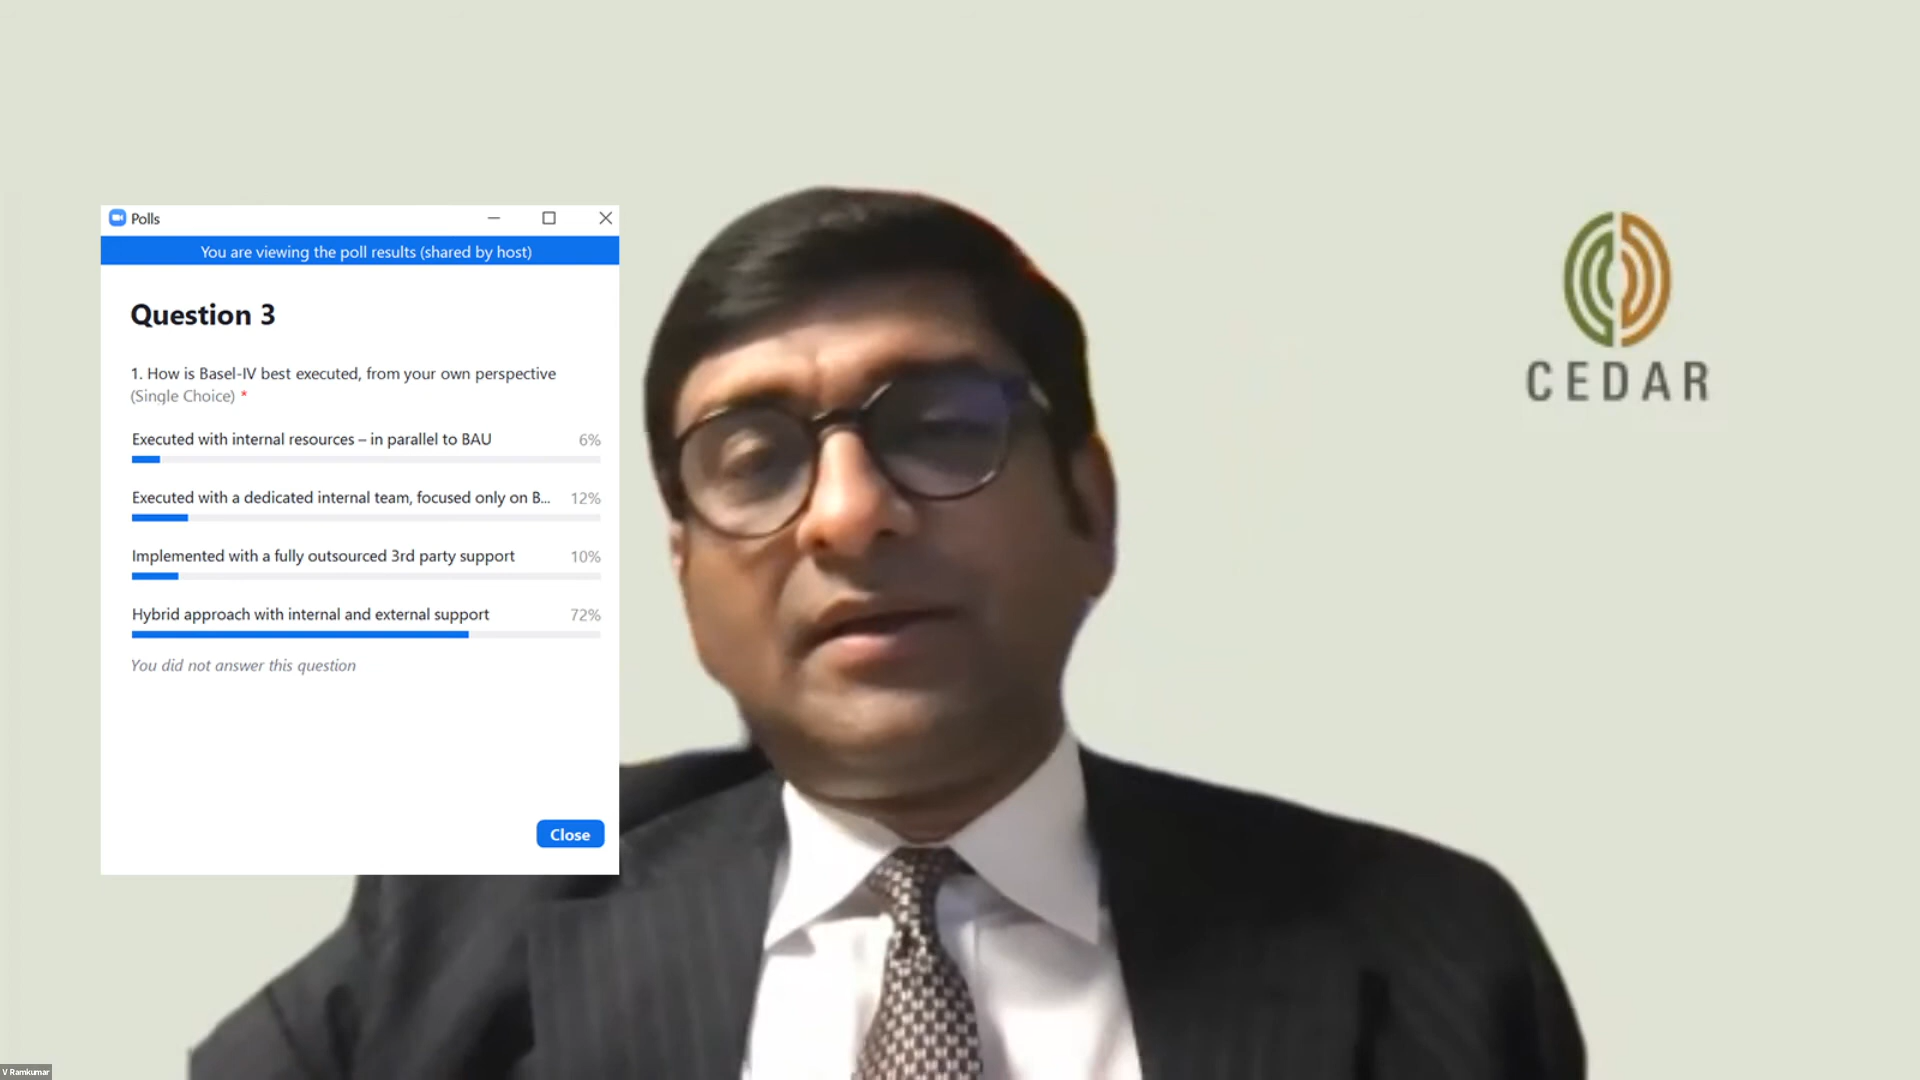 Polls
You are viewing the poll results (shared by host)
Question 3
1. How is Basel-IV best executed, from your own perspective
(Single Choice) *
Executed with internal resources – in parallel to BAU 6%
Executed with a dedicated internal team, focused only on B... 12%
Implemented with a fully outsourced 3rd party support 10%
Hybrid approach with internal and external support 72%
You did not answer this question
Close
CEDAR
V Ramkumar